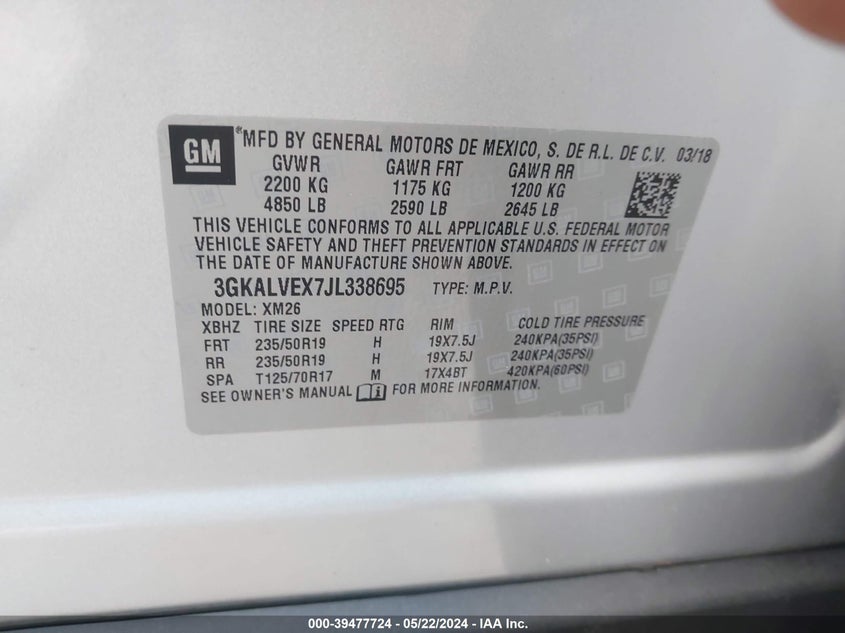 GM ® MFD BY GENERAL MOTORS DE MEXICO, S. DE R.L. DE C.V. 03/18
GVWR GAWR FRT GAWR RR
2200 KG 1175 KG 1200 KG
4850 LB 2590 LB 2645 LB
THIS VEHICLE CONFORMS TO ALL APPLICABLE U.S. FEDERAL MOTOR
VEHICLE SAFETY AND THEFT PREVENTION STANDARDS IN EFFECT ON
THE DATE OF MANUFACTURE SHOWN ABOVE.
3GKALVEX7JL338695 TYPE: M.P.V.
MODEL: XM26
XBHZ TIRE SIZE SPEED RTG RIM COLD TIRE PRESSURE
FRT 235/50R19 H 19X7.5J 240KPA(35PSI)
RR 235/50R19 H 19X7.5J 240KPA(35PSI)
SPA T125/70R17 M 17X4BT 420KPA(60PSI)
SEE OWNER'S MANUAL FOR MORE INFORMATION.
000-39477724 - 05/22/2024 - IAA Inc.